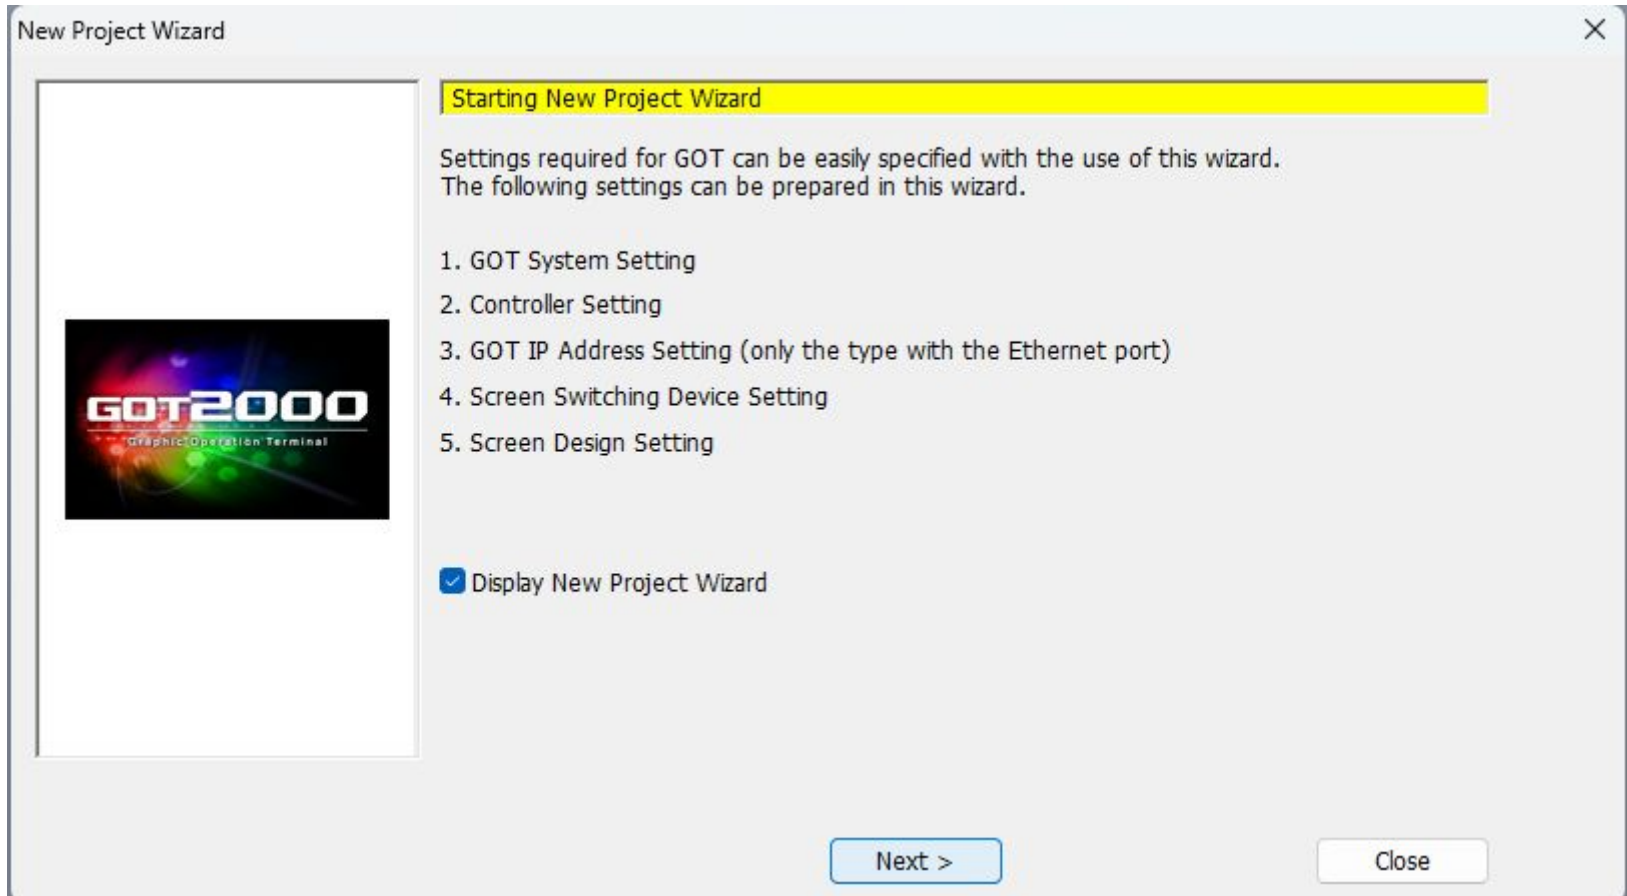 New Project Wizard
Starting New Project Wizard
Settings required for GOT can be easily specified with the use of this wizard.
The following settings can be prepared in this wizard.
1. GOT System Setting
2. Controller Setting
3. GOT IP Address Setting (only the type with the Ethernet port)
4. Screen Switching Device Setting
5. Screen Design Setting
GOT2000
Graphic Operation Terminal
Display New Project Wizard
Next >
Close